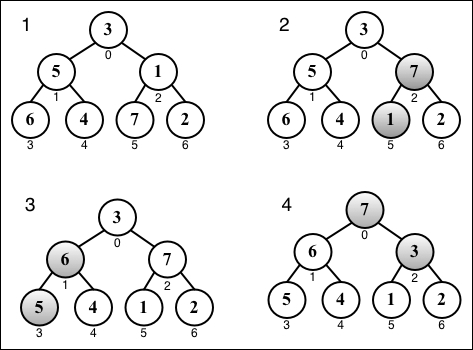 1 2
3 3
0 0
5 1 5 7
1 2 1 2
6 4 7 2 6 4 1 2
3 4 5 6 3 4 5 6
3 4
3 7
0 0
6 7 6 3
1 2 1 2
5 4 1 2 5 4 1 2
3 4 5 6 3 4 5 6